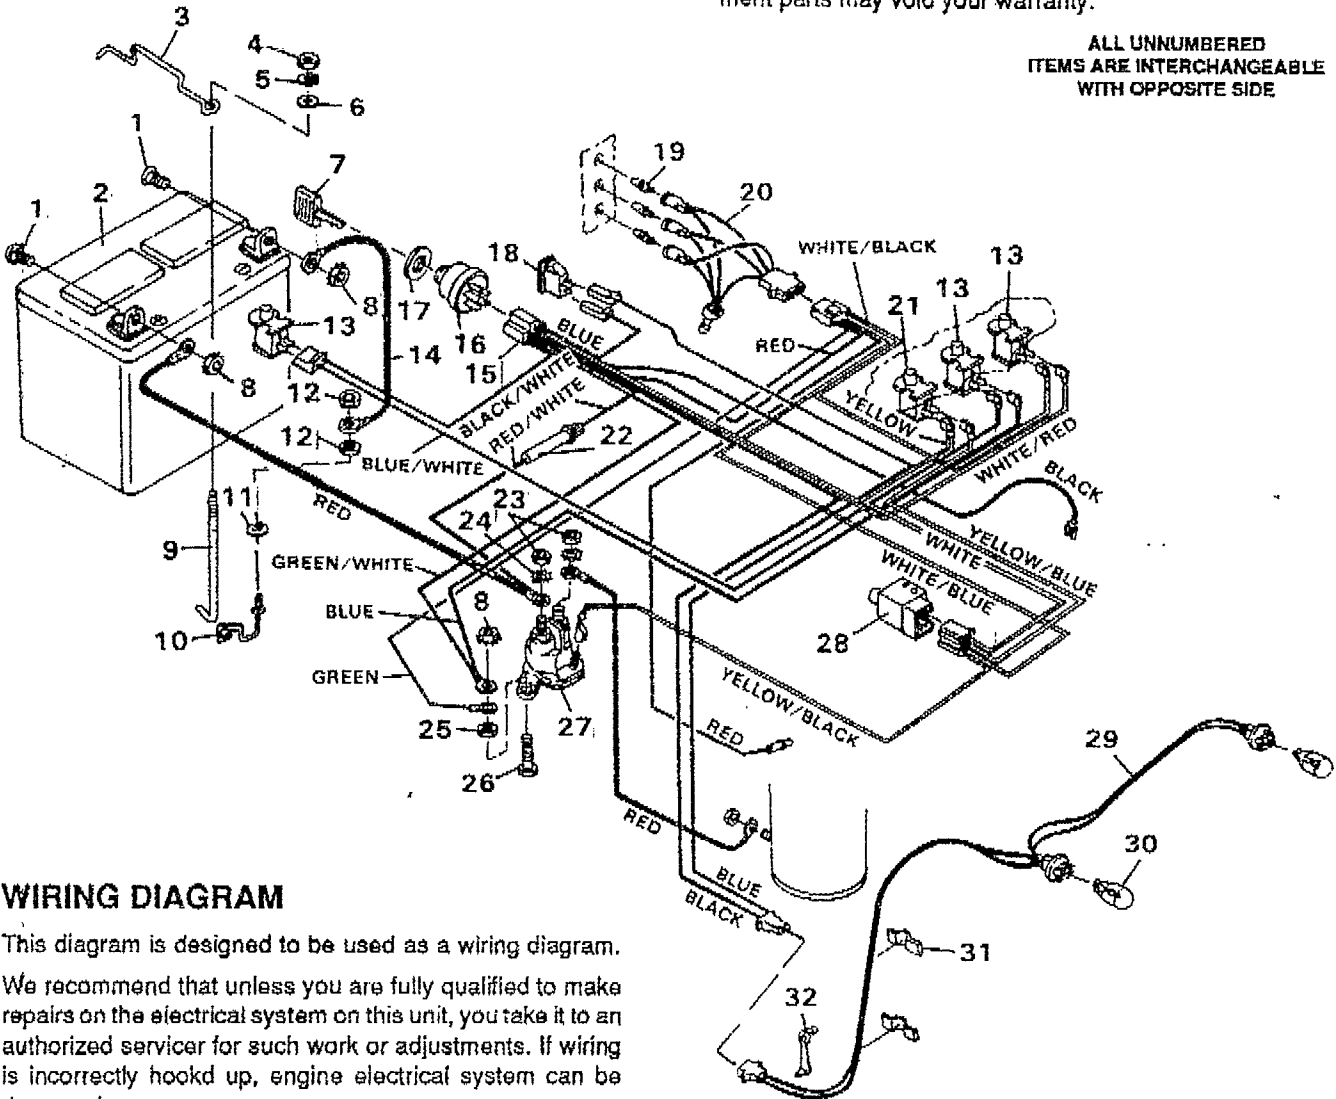 ment parts may void your warranty.
ALL UNNUMBERED
ITEMS ARE INTERCHANGEABLE
WITH OPPOSITE SIDE
3
4
5
6
1
7
19
20
1
2
WHITE/BLACK
18
13
13
21
8
17
13
16
BLUE
RED
14
15
12
8
BLACK/WHITE
RED/WHITE
YELLOW
22
12
BLUE/WHITE
WHITE/RED
BLACK
11
RED
23
24
9
GREEN/WHITE
WHITE
YELLOW/BLUE
WHITE/BLUE
8
BLUE
10
28
GREEN
YELLOW/BLACK
25
27
RED
29
26
RED
30
BLUE
BLACK
31
32
WIRING DIAGRAM
This diagram is designed to be used as a wiring diagram.
We recommend that unless you are fully qualified to make
repairs on the electrical system on this unit, you take it to an
authorized servicer for such work or adjustments. If wiring
is incorrectly hookd up, engine electrical system can be